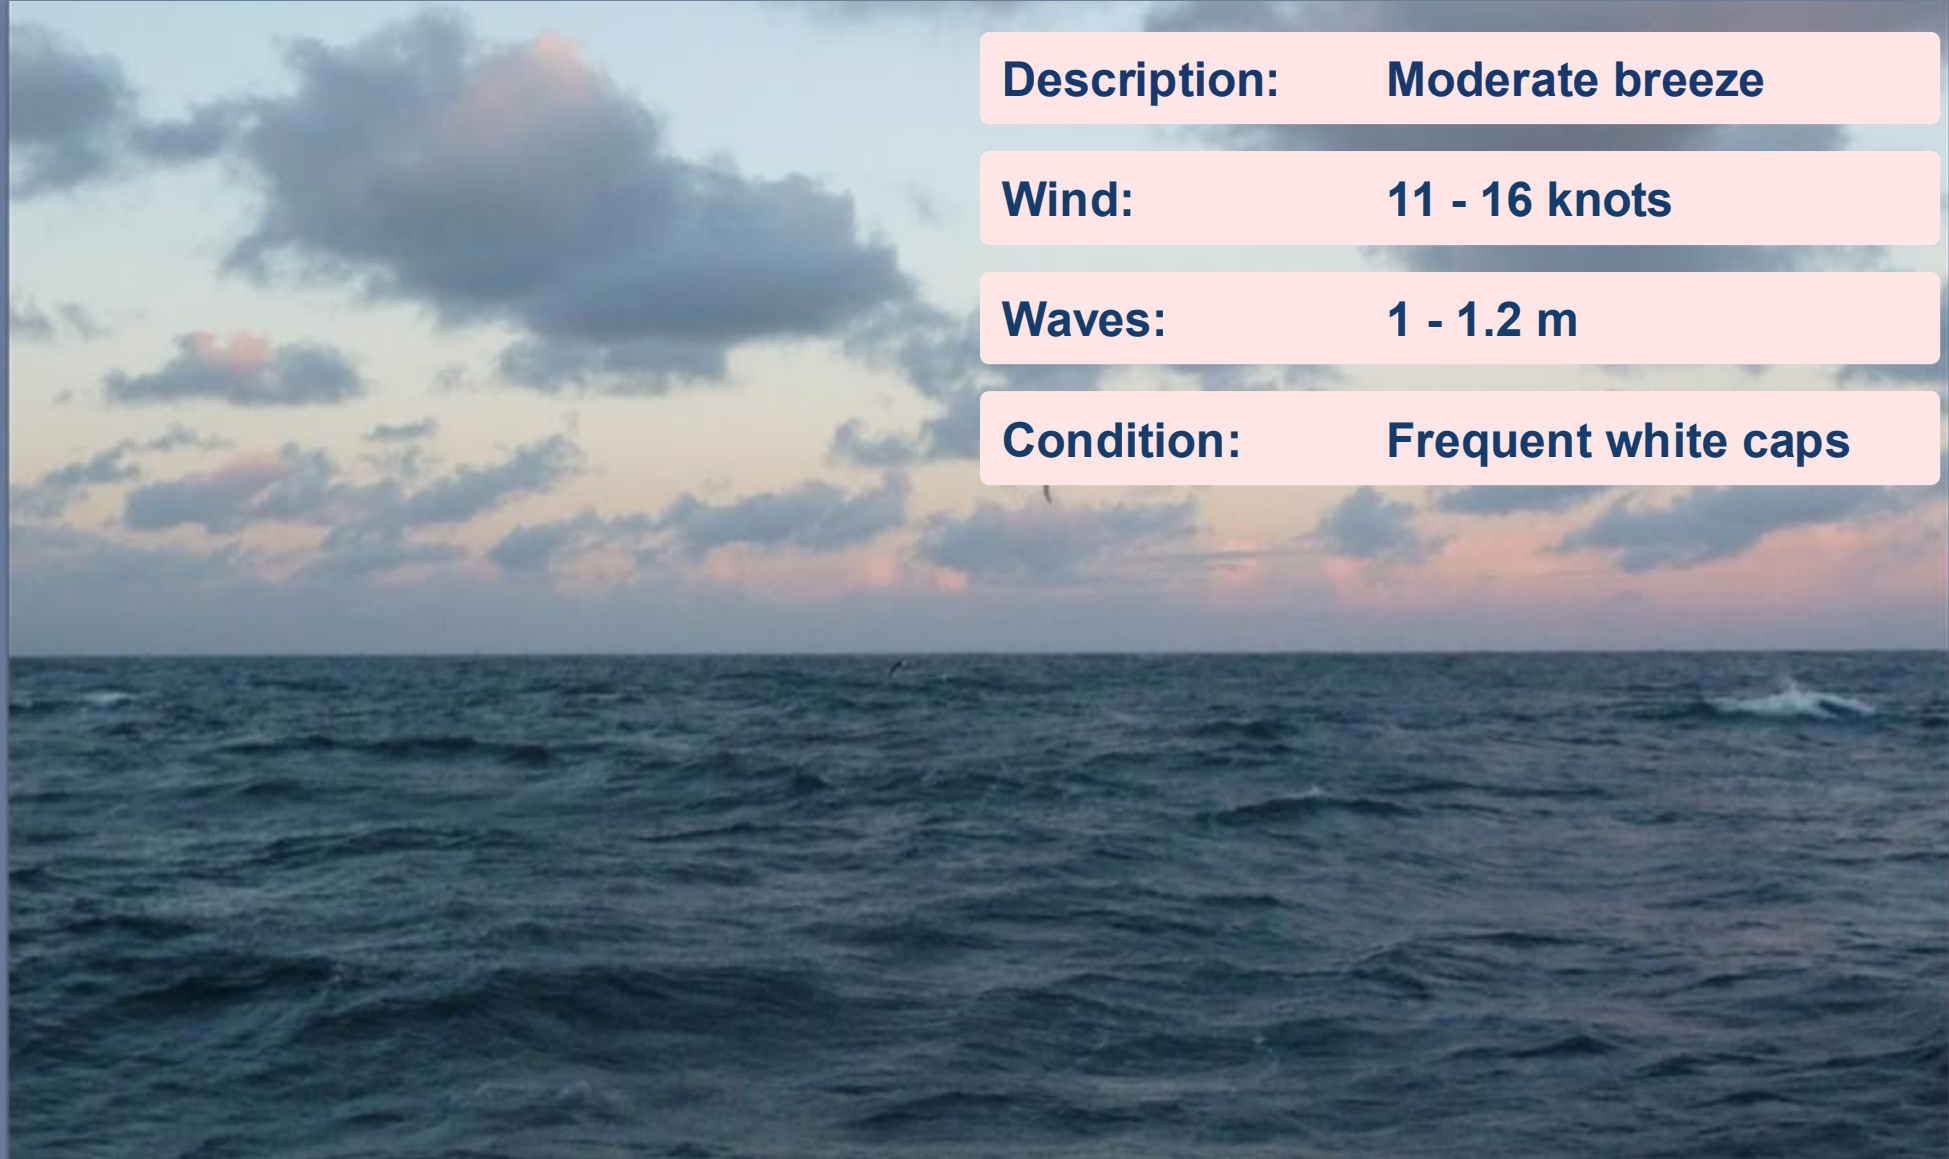 Description: Moderate breeze
Wind: 11 - 16 knots
Waves: 1 - 1.2 m
Condition: Frequent white caps